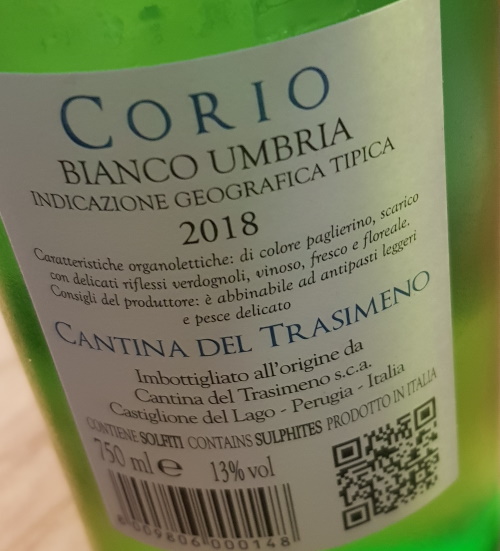 CORIO
BIANCO UMBRIA
INDICAZIONE GEOGRAFICA TIPICA
2018
Caratteristiche organolettiche: di colore paglierino, scarico
con delicati riflessi verdognoli, vinoso, fresco e floreale.
Consigli del produttore: è abbinabile ad antipasti leggeri
e pesce delicato
CANTINA DEL TRASIMENO
Imbottigliato all'origine da
Cantina del Trasimeno s.c.a.
Castiglione del Lago - Perugia - Italia
CONTIENE SOLFITI CONTAINS SULPHITES PRODOTTO IN ITALIA
750 ml e 13% vol
8 009806 000148